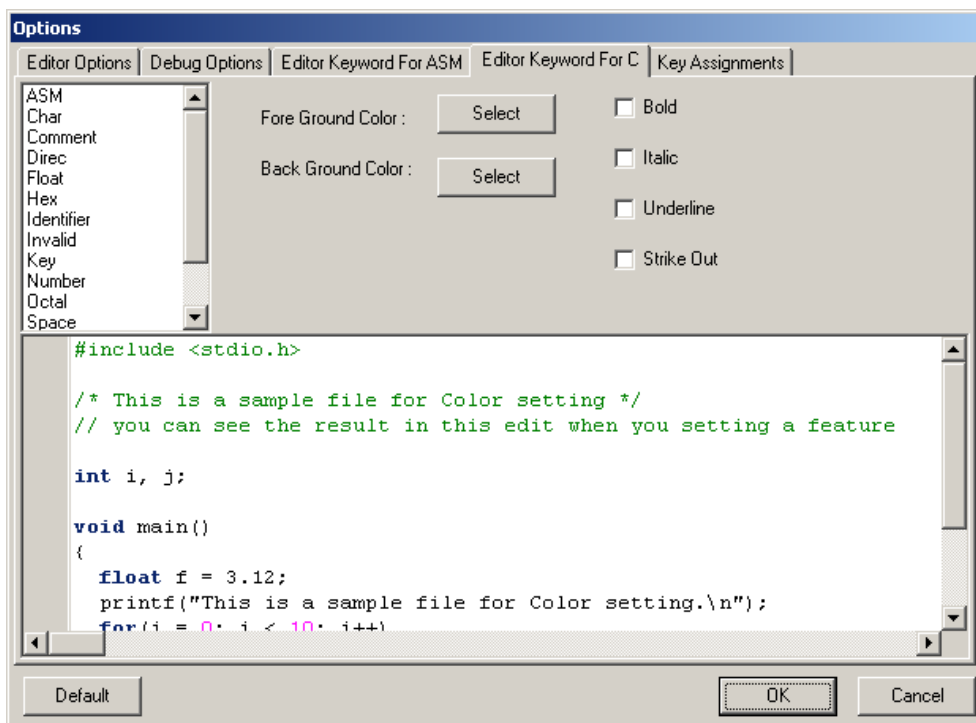 Options
Editor Options Debug Options Editor Keyword For ASM Editor Keyword For C Key Assignments
ASM
Char
Comment
Direc
Float
Hex
Identifier
Invalid
Key
Number
Octal
Space
Fore Ground Color : Select
Back Ground Color : Select
Bold
Italic
Underline
Strike Out
#include <stdio.h>
/* This is a sample file for Color setting */
// you can see the result in this edit when you setting a feature
int i, j;
void main()
{
float f = 3.12;
printf("This is a sample file for Color setting.\n");
for(i = 0; i < 10; i++)
Default OK Cancel